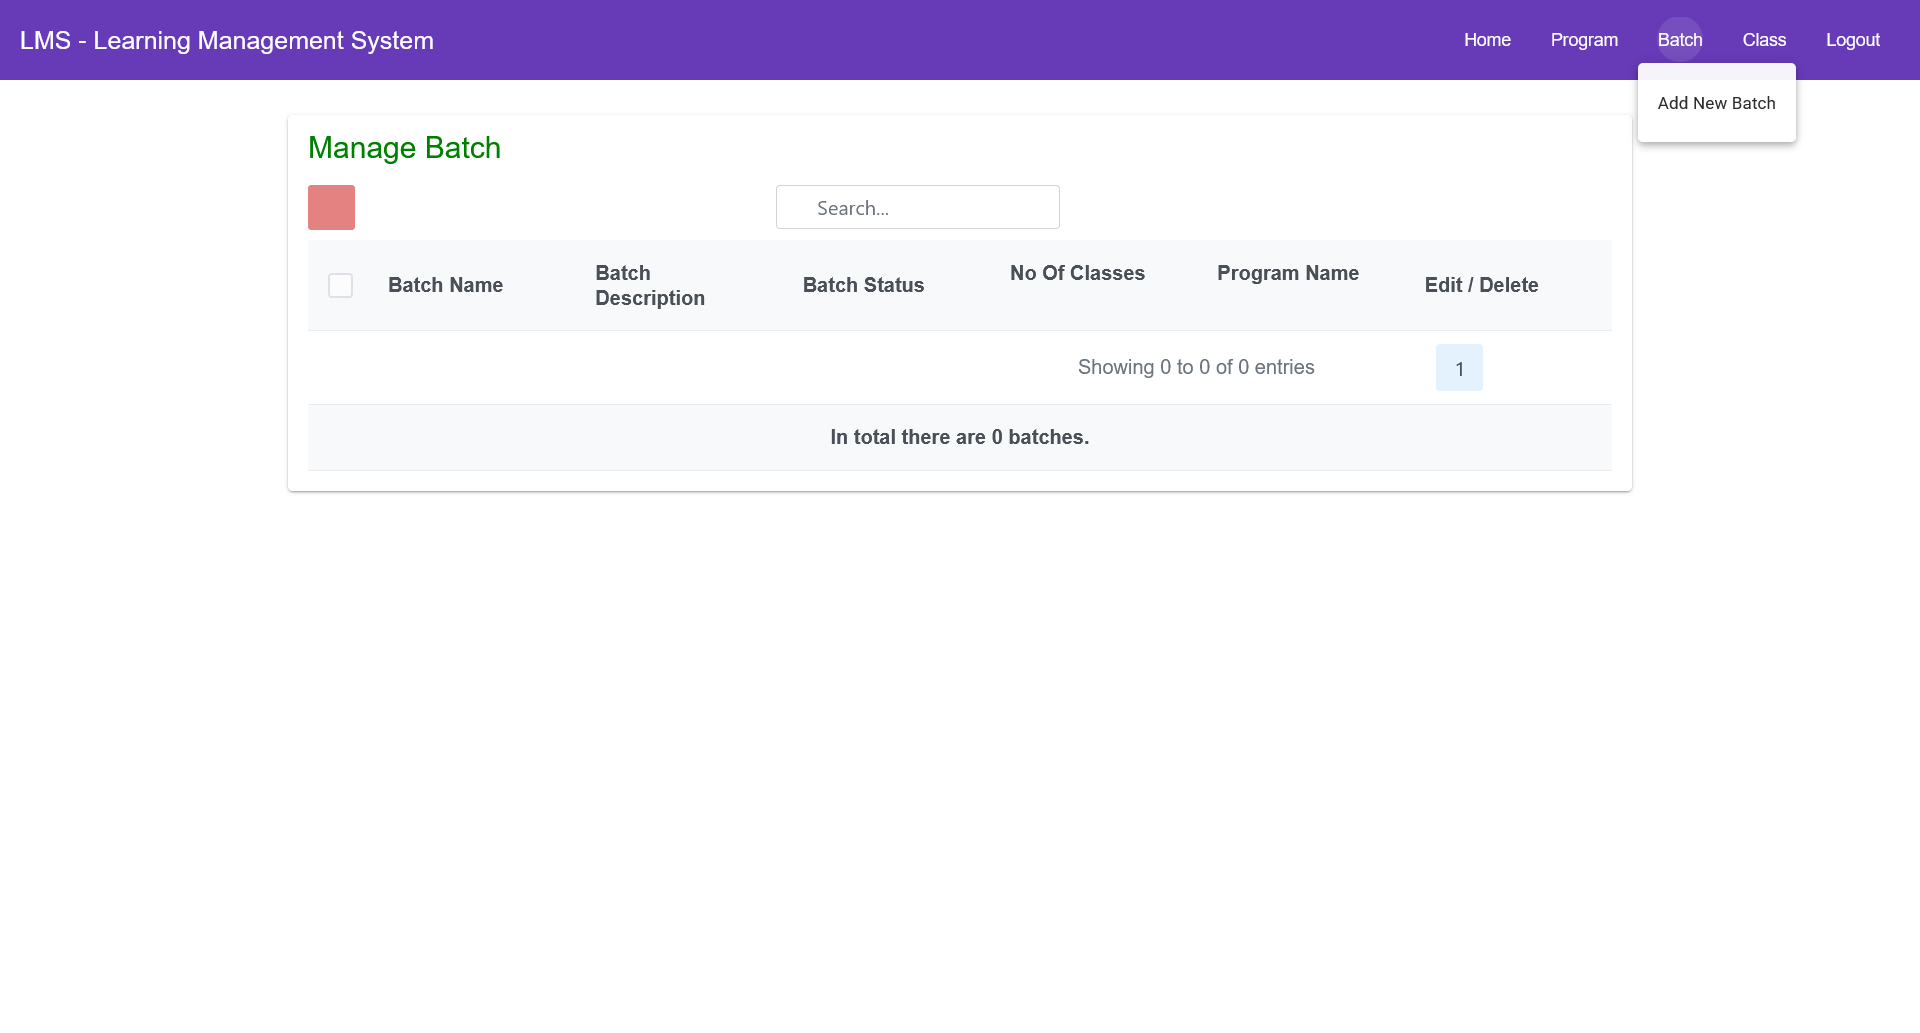 LMS - Learning Management System
Home
Program
Batch
Class
Logout
Add New Batch
Manage Batch
Search...
Batch Name
Batch
Description
Batch Status
No Of Classes
Program Name
Edit / Delete
Showing 0 to 0 of 0 entries
1
In total there are 0 batches.